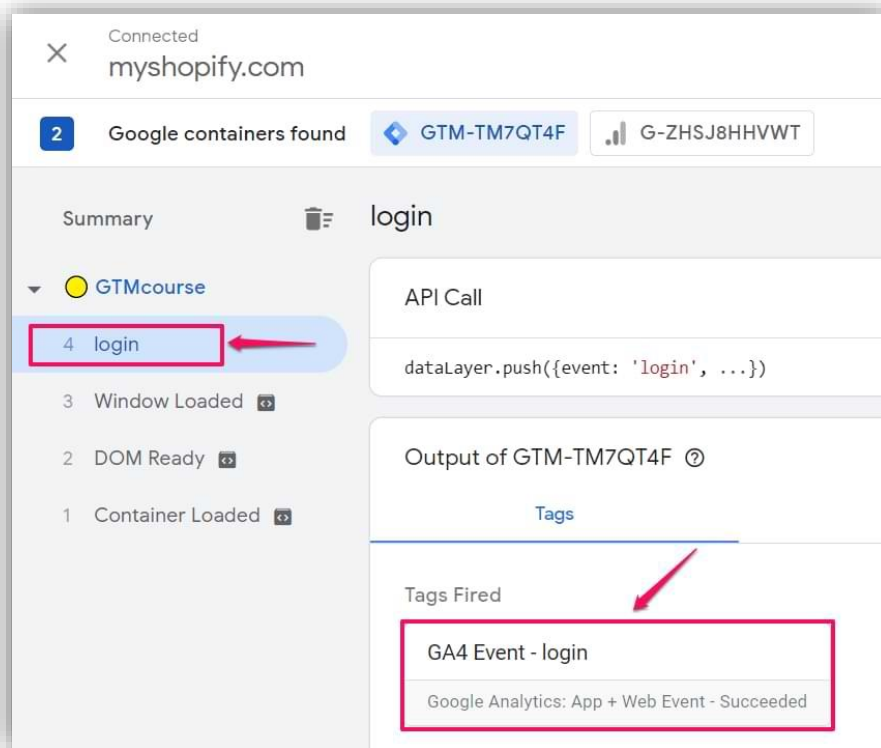 Connected
myshopify.com
2 Google containers found GTM-TM7QT4F G-ZHSJ8HHVWT
Summary
GTMcourse
4 login
3 Window Loaded
2 DOM Ready
1 Container Loaded
login
API Call
dataLayer.push({event: 'login', ...})
Output of GTM-TM7QT4F
Tags
Tags Fired
GA4 Event - login
Google Analytics: App + Web Event - Succeeded